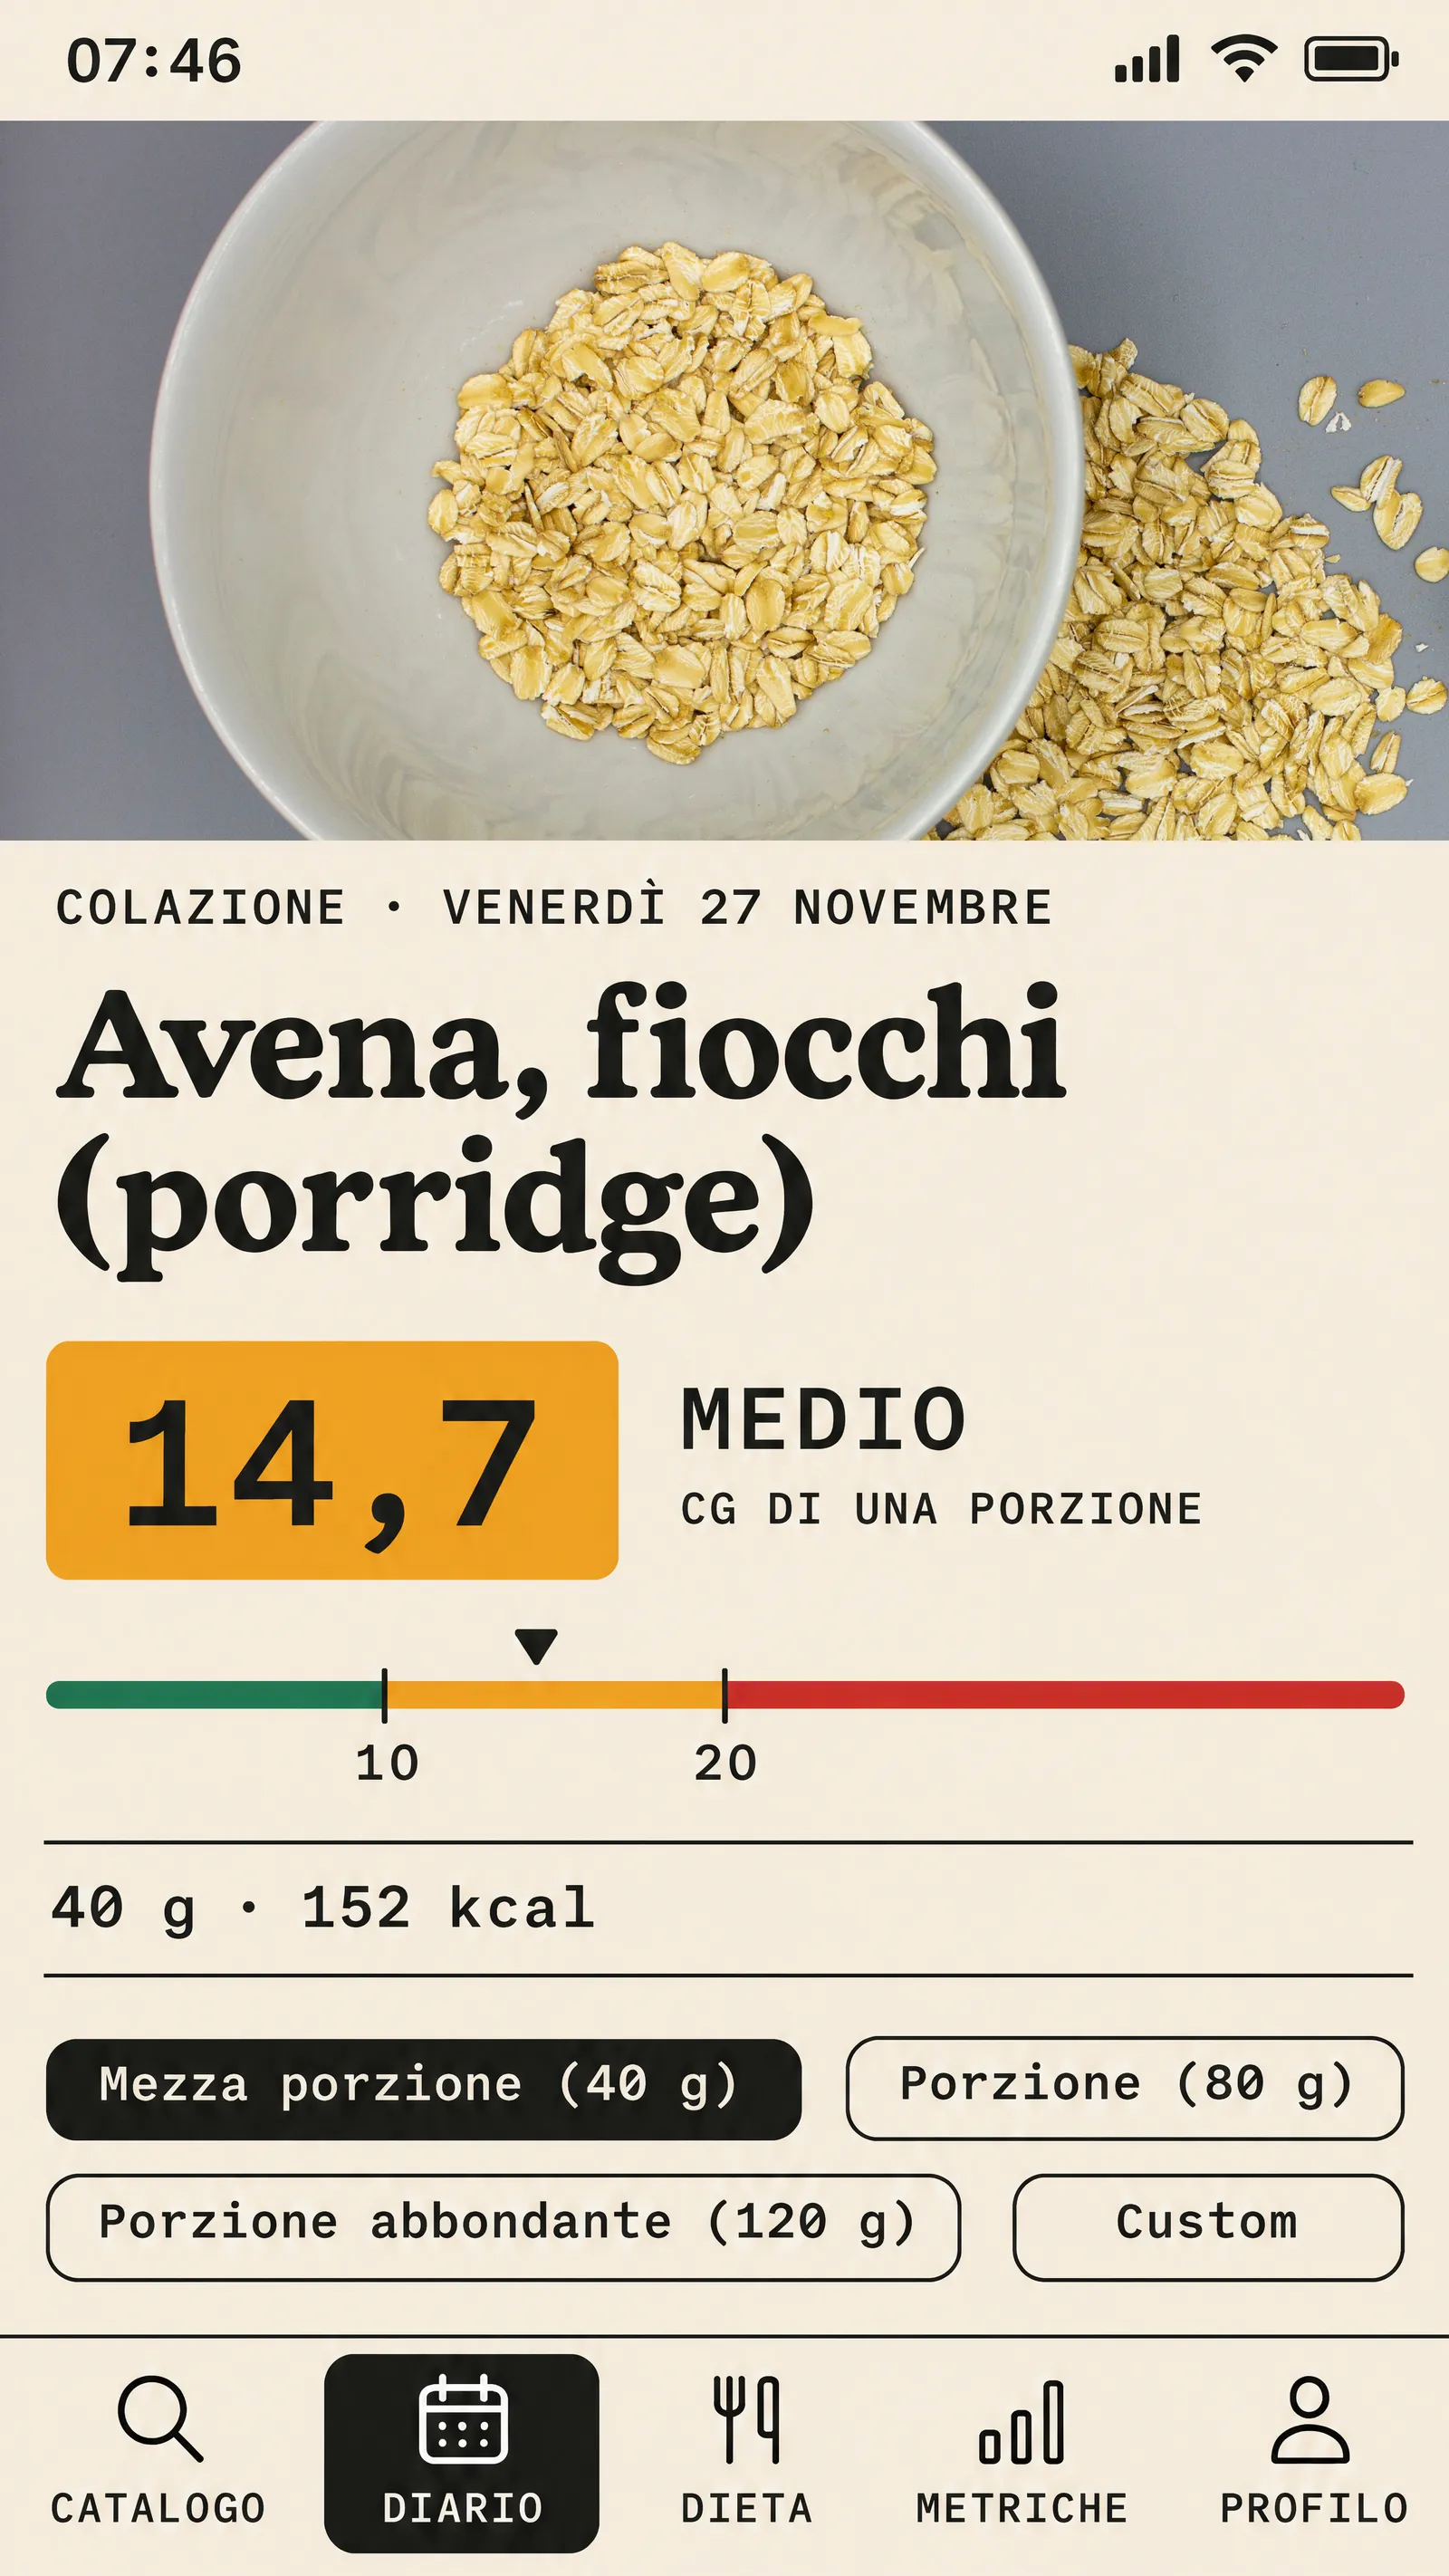 07:46
COLAZIONE · VENERDÌ 27 NOVEMBRE
Avena, fiocchi
(porridge)
14,7
MEDIO
CG DI UNA PORZIONE
10 20
40 g · 152 kcal
Mezza porzione (40 g) Porzione (80 g)
Porzione abbondante (120 g) Custom
CATALOGO DIARIO DIETA METRICHE PROFILO